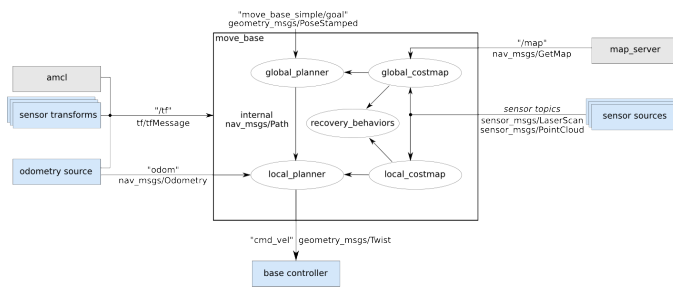 "move_base_simple/goal"
geometry_msgs/PoseStamped
move_base
"/map"
nav_msgs/GetMap
map_server
global_planner
global_costmap
amcl
sensor transforms
"/tf"
tf/tfMessage
internal
nav_msgs/Path
recovery_behaviors
sensor topics
sensor_msgs/LaserScan
sensor_msgs/PointCloud
sensor sources
odometry source
"odom"
nav_msgs/Odometry
local_planner
local_costmap
"cmd_vel" geometry_msgs/Twist
base controller